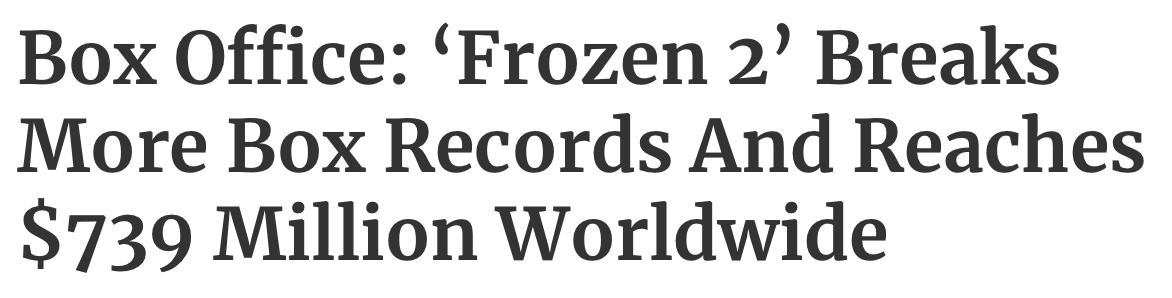 Box Office: ‘Frozen 2’ Breaks
More Box Records And Reaches
$739 Million Worldwide